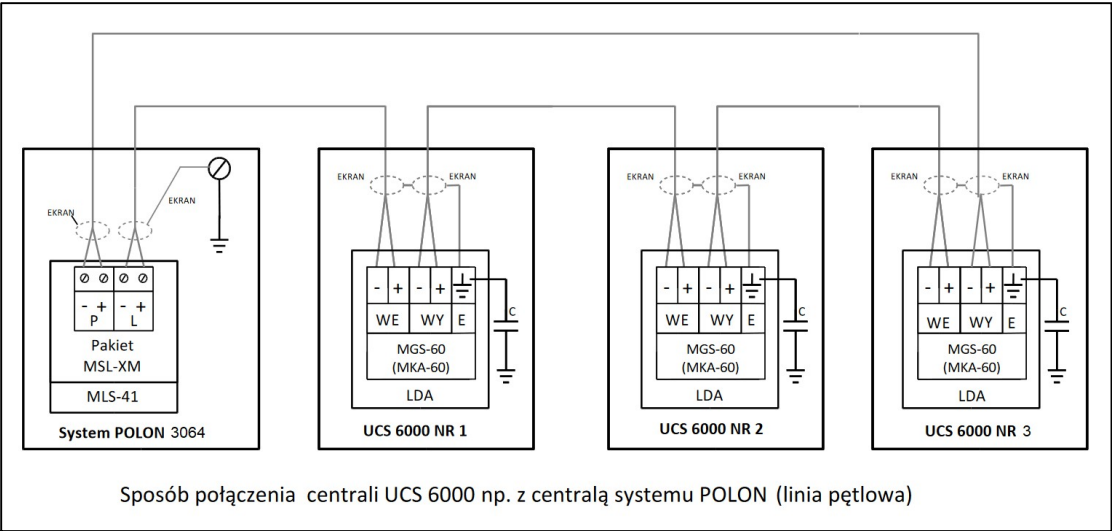 EKRAN
EKRAN
- + - +
P L
Pakiet
MSL-XM
MLS-41
System POLON 3064
EKRAN EKRAN
- + - +
WE WY E
C
MGS-60
(MKA-60)
LDA
UCS 6000 NR 1
EKRAN EKRAN
- + - +
WE WY E
C
MGS-60
(MKA-60)
LDA
UCS 6000 NR 2
EKRAN EKRAN
- + - +
WE WY E
C
MGS-60
(MKA-60)
LDA
UCS 6000 NR 3
Sposób połączenia centrali UCS 6000 np. z centralą systemu POLON (linia pętlowa)